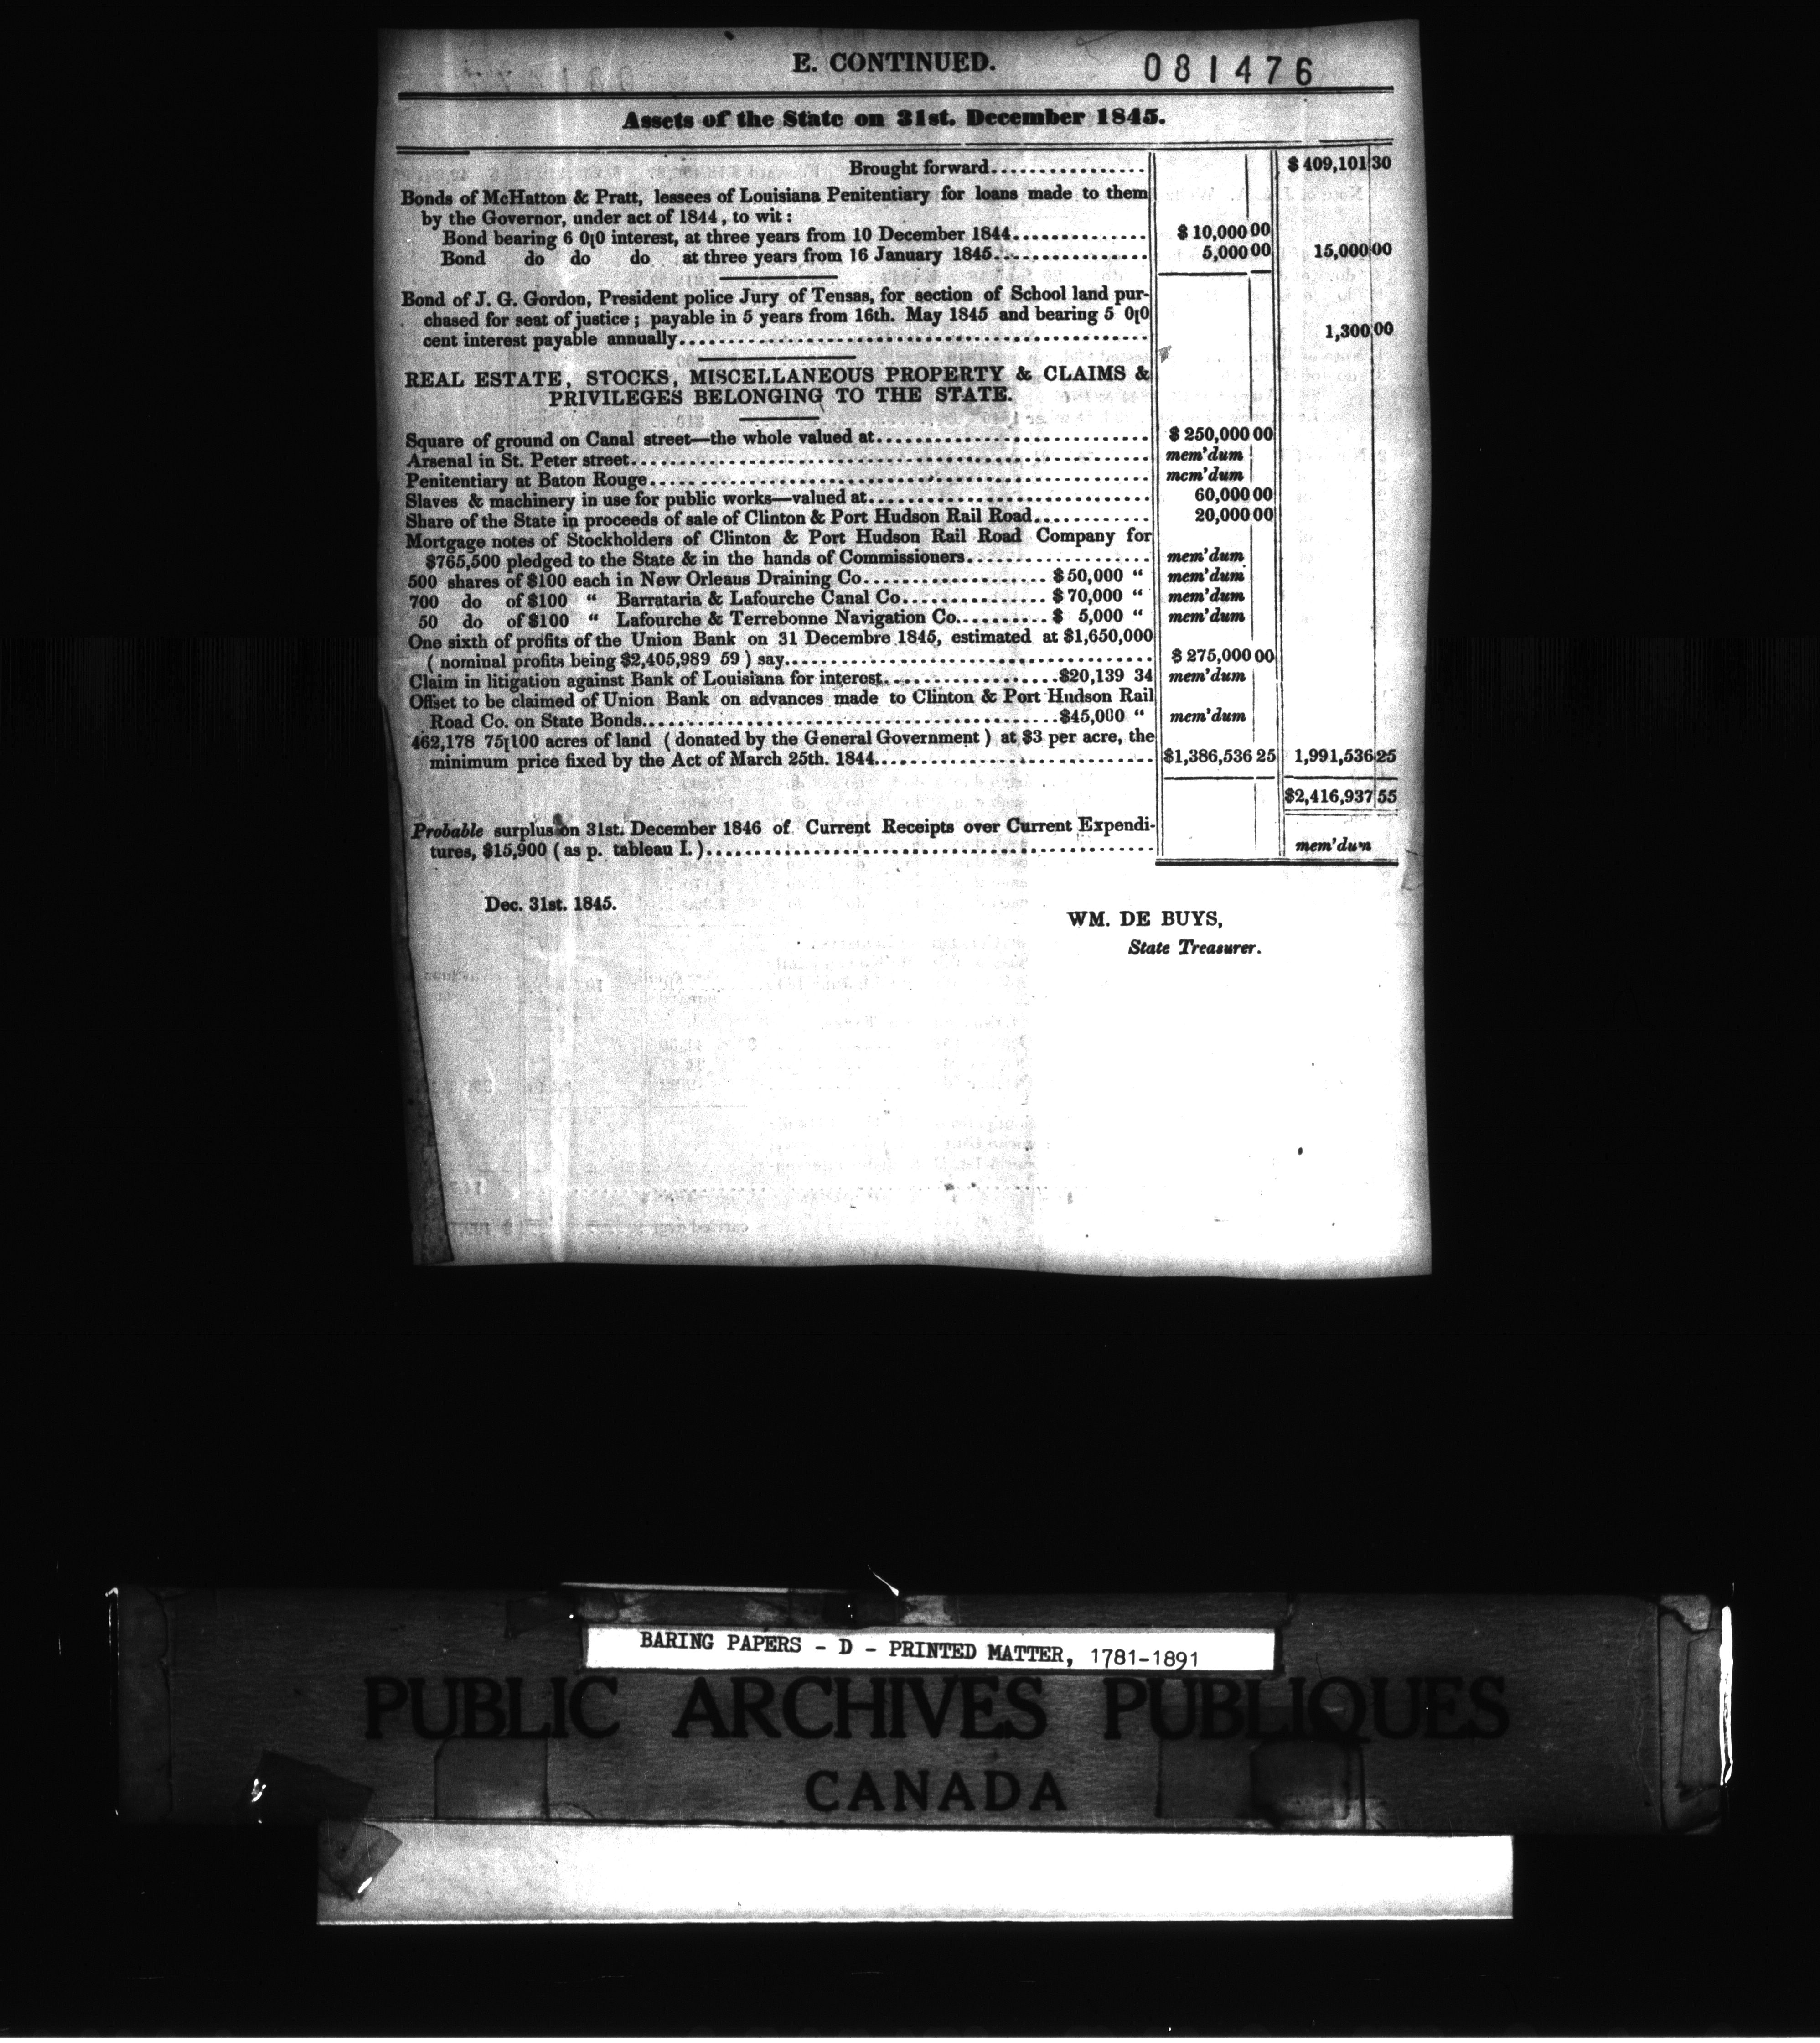 E. CONTINUED.
081476
Assets of the State on 31st. December 1845.
Brought forward................ $ 409,101 30
Bonds of McHatton & Pratt, lessees of Louisiana Penitentiary for loans made to them
by the Governor, under act of 1844, to wit:
Bond bearing 6 0[0 interest, at three years from 10 December 1844............... $ 10,000 00
Bond do do do at three years from 16 January 1845................. 5,000 00 15,000 00
Bond of J. G. Gordon, President police Jury of Tensas, for section of School land pur-
chased for seat of justice; payable in 5 years from 16th. May 1845 and bearing 5 0[0
cent interest payable annually............................................................ 1,300 00
REAL ESTATE, STOCKS, MISCELLANEOUS PROPERTY & CLAIMS &
PRIVILEGES BELONGING TO THE STATE.
Square of ground on Canal street—the whole valued at............................... $ 250,000 00
Arsenal in St. Peter street................................................................ mem'dum
Penitentiary at Baton Rouge............................................................... mem'dum
Slaves & machinery in use for public works—valued at................................ 60,000 00
Share of the State in proceeds of sale of Clinton & Port Hudson Rail Road............ 20,000 00
Mortgage notes of Stockholders of Clinton & Port Hudson Rail Road Company for
$765,500 pledged to the State & in the hands of Commissioners..................... mem'dum
500 shares of $100 each in New Orleans Draining Co..................... $ 50,000 “ mem'dum
700 do of $100 “ Barrataria & Lafourche Canal Co................ $ 70,000 “ mem'dum
50 do of $100 “ Lafourche & Terrebonne Navigation Co.......... $ 5,000 “ mem'dum
One sixth of profits of the Union Bank on 31 Decembre 1845, estimated at $1,650,000
( nominal profits being $2,405,989 59 ) say.......................................... $ 275,000 00
Claim in litigation against Bank of Louisiana for interest....................$20,139 34 mem'dum
Offset to be claimed of Union Bank on advances made to Clinton & Port Hudson Rail
Road Co. on State Bonds...............................................$45,000 “ mem'dum
462,178 75[100 acres of land ( donated by the General Government ) at $3 per acre, the
minimum price fixed by the Act of March 25th. 1844................................ $1,386,536 25 1,991,536 25
$2,416,937 55
Probable surplus on 31st. December 1846 of Current Receipts over Current Expendi-
tures, $15,900 ( as p. tableau I. )..................................................... mem'dum
Dec. 31st. 1845.
WM. DE BUYS,
State Treasurer.
BARING PAPERS - D - PRINTED MATTER, 1781-1891
PUBLIC ARCHIVES PUBLIQUES
CANADA